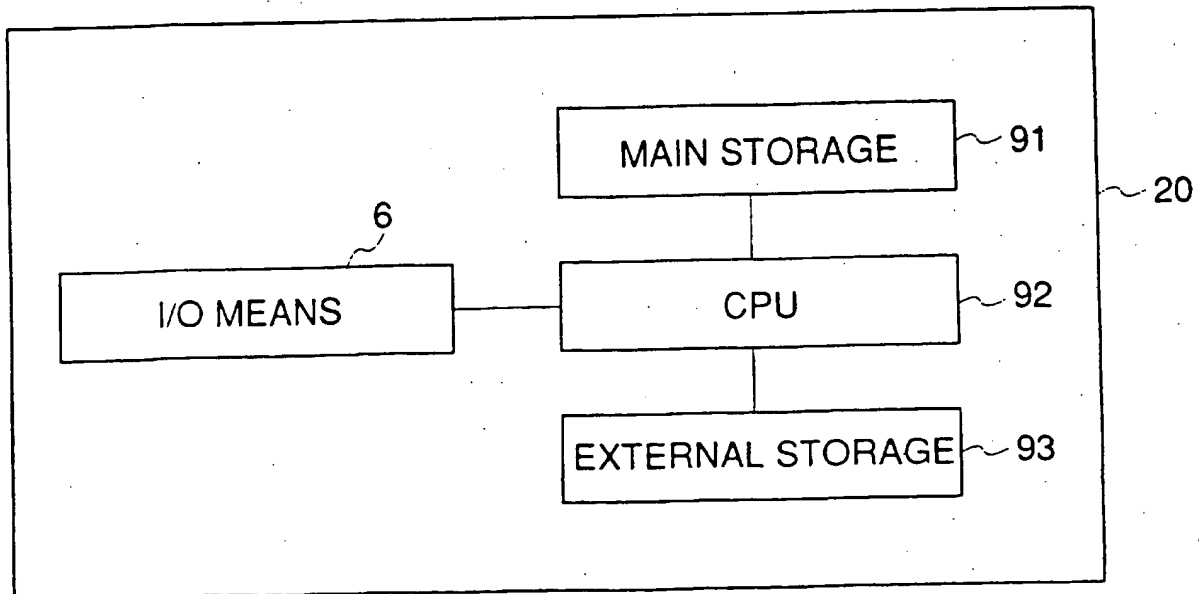 MAIN STORAGE 91
20
6
I/O MEANS
CPU 92
EXTERNAL STORAGE 93